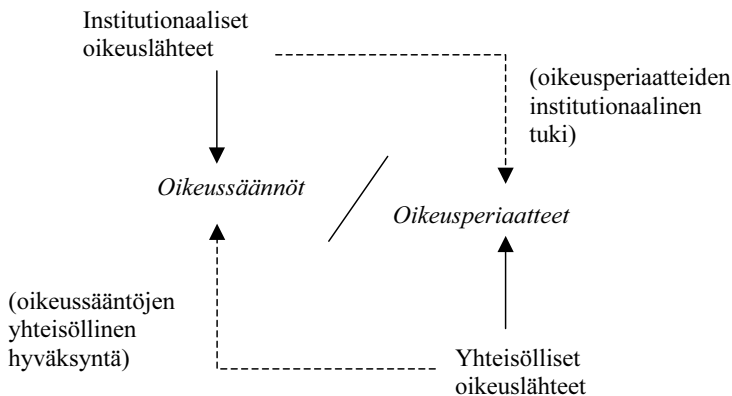 Institutionaaliset
oikeuslähteet
(oikeusperiaatteiden
institutionaalinen
tuki)
Oikeussäännöt
Oikeusperiaatteet
(oikeussääntöjen
yhteisöllinen
hyväksyntä)
Yhteisölliset
oikeuslähteet